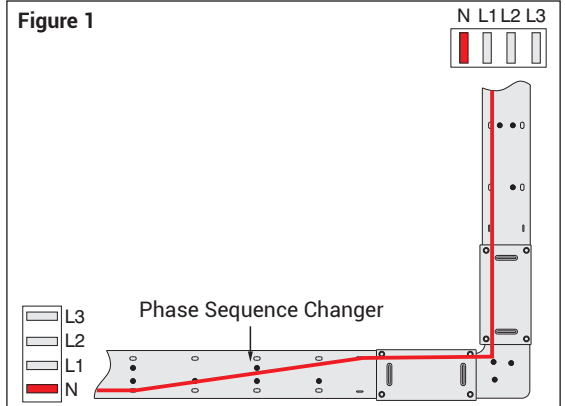 Figure 1
N L1 L2 L3
Phase Sequence Changer
L3
L2
L1
N